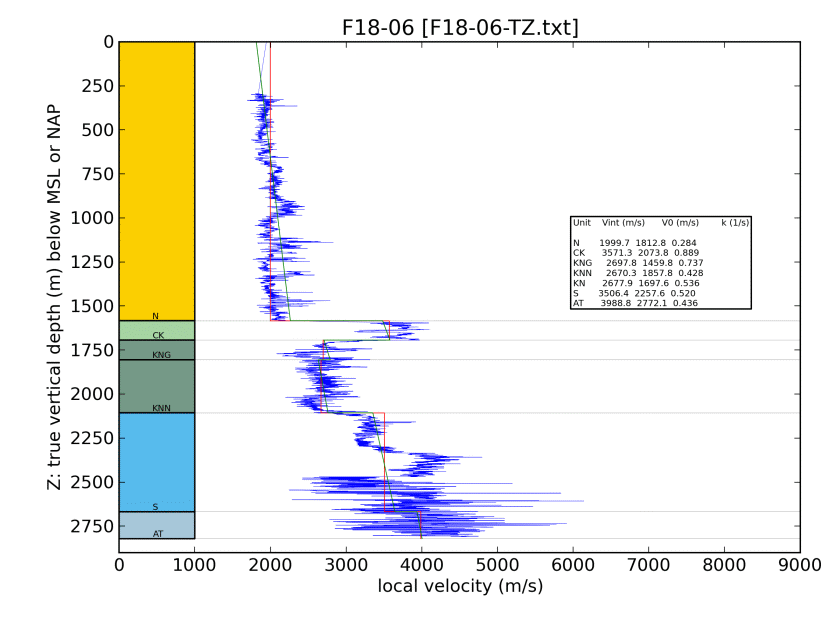 F18-06 [F18-06-TZ.txt]
Z: true vertical depth (m) below MSL or NAP
0
250
500
750
1000
1250
1500
1750
2000
2250
2500
2750
N
CK
KNG
KNN
S
AT
Unit Vint (m/s) V0 (m/s) k (1/s)
N 1999.7 1812.8 0.284
CK 3571.3 2073.8 0.889
KNG 2697.8 1459.8 0.737
KNN 2670.3 1857.8 0.428
KN 2677.9 1697.6 0.536
S 3506.4 2257.6 0.520
AT 3988.8 2772.1 0.436
0 1000 2000 3000 4000 5000 6000 7000 8000 9000
local velocity (m/s)